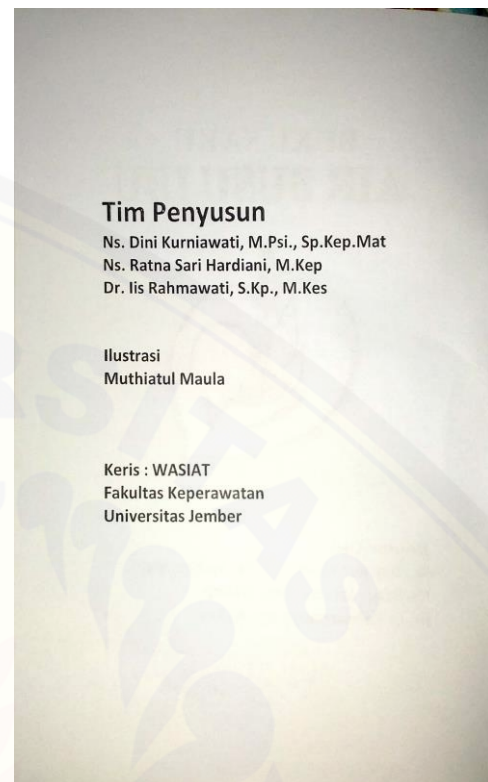 Tim Penyusun
Ns. Dini Kurniawati, M.Psi., Sp.Kep.Mat
Ns. Ratna Sari Hardiani, M.Kep
Dr. Iis Rahmawati, S.Kp., M.Kes
Ilustrasi
Muthiatul Maula
Keris : WASIAT
Fakultas Keperawatan
Universitas Jember